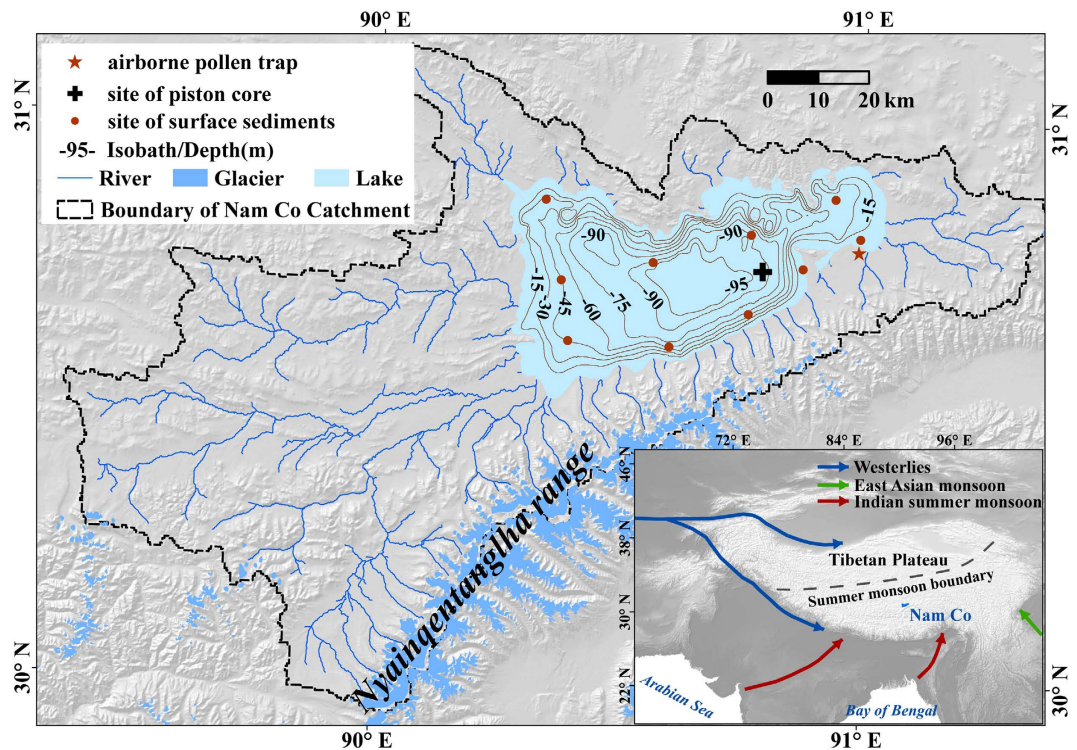 90° E
91° E
31° N
31° N
airborne pollen trap
site of piston core
site of surface sediments
-95- Isobath/Depth(m)
River
Glacier
Lake
Boundary of Nam Co Catchment
0 10 20 km
-90
-90
-15
-15
-30
-45
-60
-75
-90
-95
Nyainqentanglha range
72° E
84° E
96° E
46° N
38° N
30° N
22° N
Westerlies
East Asian monsoon
Indian summer monsoon
Tibetan Plateau
Summer monsoon boundary
Nam Co
Arabian Sea
Bay of Bengal
30° N
30° N
90° E
91° E